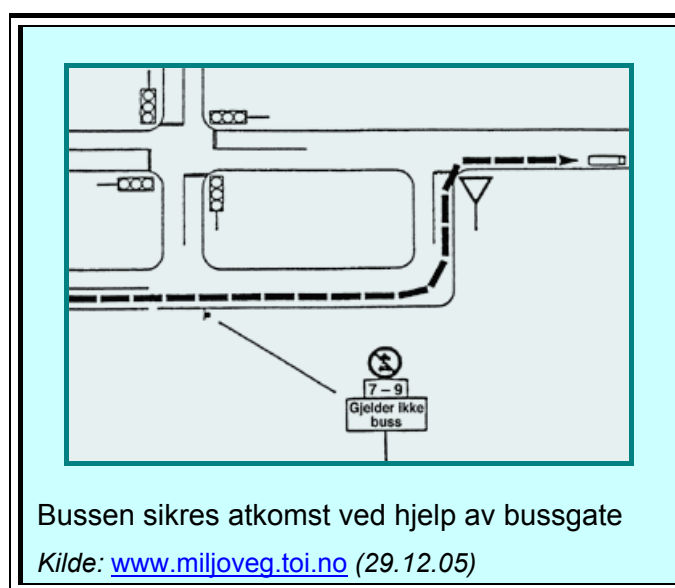 7 – 9
Gjelder ikke
buss
Bussen sikres atkomst ved hjelp av bussgate
Kilde: www.miljoveg.toi.no (29.12.05)